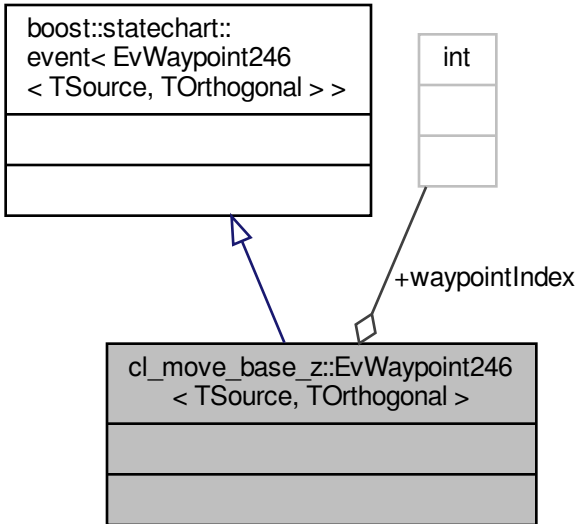 boost::statechart::
event< EvWaypoint246
< TSource, TOrthogonal > >
int
+waypointIndex
cl_move_base_z::EvWaypoint246
< TSource, TOrthogonal >